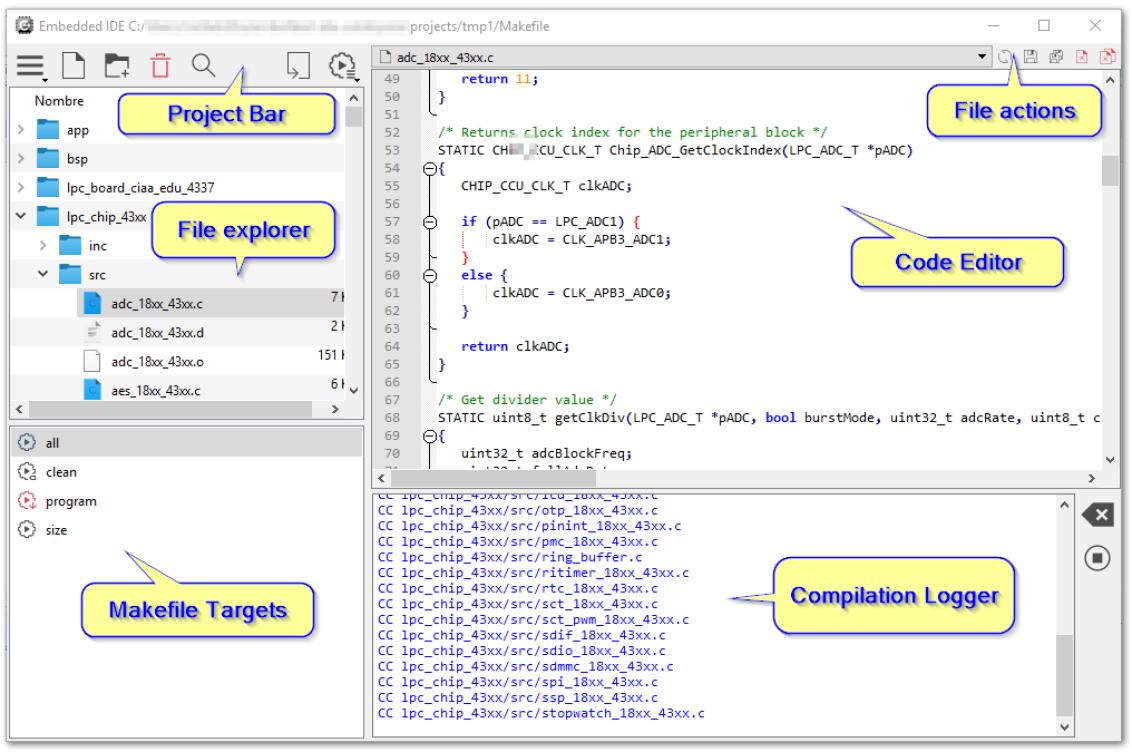 Embedded IDE C:/ projects/tmp1/Makefile
Project Bar
Nombre
app
bsp
lpc_board_ciaa_edu_4337
lpc_chip_43xx
File explorer
inc
src
adc_18xx_43xx.c 7
adc_18xx_43xx.d 2
adc_18xx_43xx.o 151
aes_18xx_43xx.c 6
all
clean
program
size
Makefile Targets
adc_18xx_43xx.c
File actions
49 return 11;
50 }
51
52 /* Returns clock index for the peripheral block */
53 STATIC CCU_CLK_T Chip_ADC_GetClockIndex(LPC_ADC_T *pADC)
54 {
55 CHIP_CCU_CLK_T clkADC;
56
57 if (pADC == LPC_ADC1) {
58 clkADC = CLK_APB3_ADC1;
59 }
60 else {
61 clkADC = CLK_APB3_ADC0;
62 }
63
64 return clkADC;
65 }
66
67 /* Get divider value */
68 STATIC uint8_t getClkDiv(LPC_ADC_T *pADC, bool burstMode, uint32_t adcRate, uint8_t c
69 {
70 uint32_t adcBlockFreq;
Code Editor
CC lpc_chip_43xx/src/otp_18xx_43xx.c
CC lpc_chip_43xx/src/pinint_18xx_43xx.c
CC lpc_chip_43xx/src/pmc_18xx_43xx.c
CC lpc_chip_43xx/src/ring_buffer.c
CC lpc_chip_43xx/src/ritimer_18xx_43xx.c
CC lpc_chip_43xx/src/rtc_18xx_43xx.c
CC lpc_chip_43xx/src/sct_18xx_43xx.c
CC lpc_chip_43xx/src/sct_pwm_18xx_43xx.c
CC lpc_chip_43xx/src/sdif_18xx_43xx.c
CC lpc_chip_43xx/src/sdio_18xx_43xx.c
CC lpc_chip_43xx/src/sdmmc_18xx_43xx.c
CC lpc_chip_43xx/src/spi_18xx_43xx.c
CC lpc_chip_43xx/src/ssp_18xx_43xx.c
CC lpc_chip_43xx/src/stopwatch_18xx_43xx.c
Compilation Logger